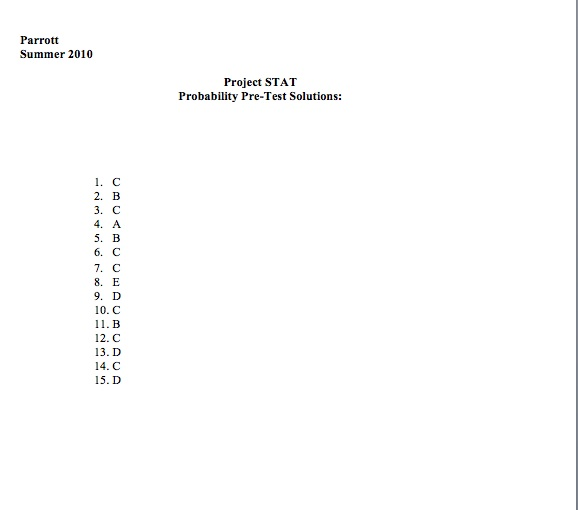 Parrott
Summer 2010
Project STAT
Probability Pre-Test Solutions:
1. C
2. B
3. C
4. A
5. B
6. C
7. C
8. E
9. D
10. C
11. B
12. C
13. D
14. C
15. D